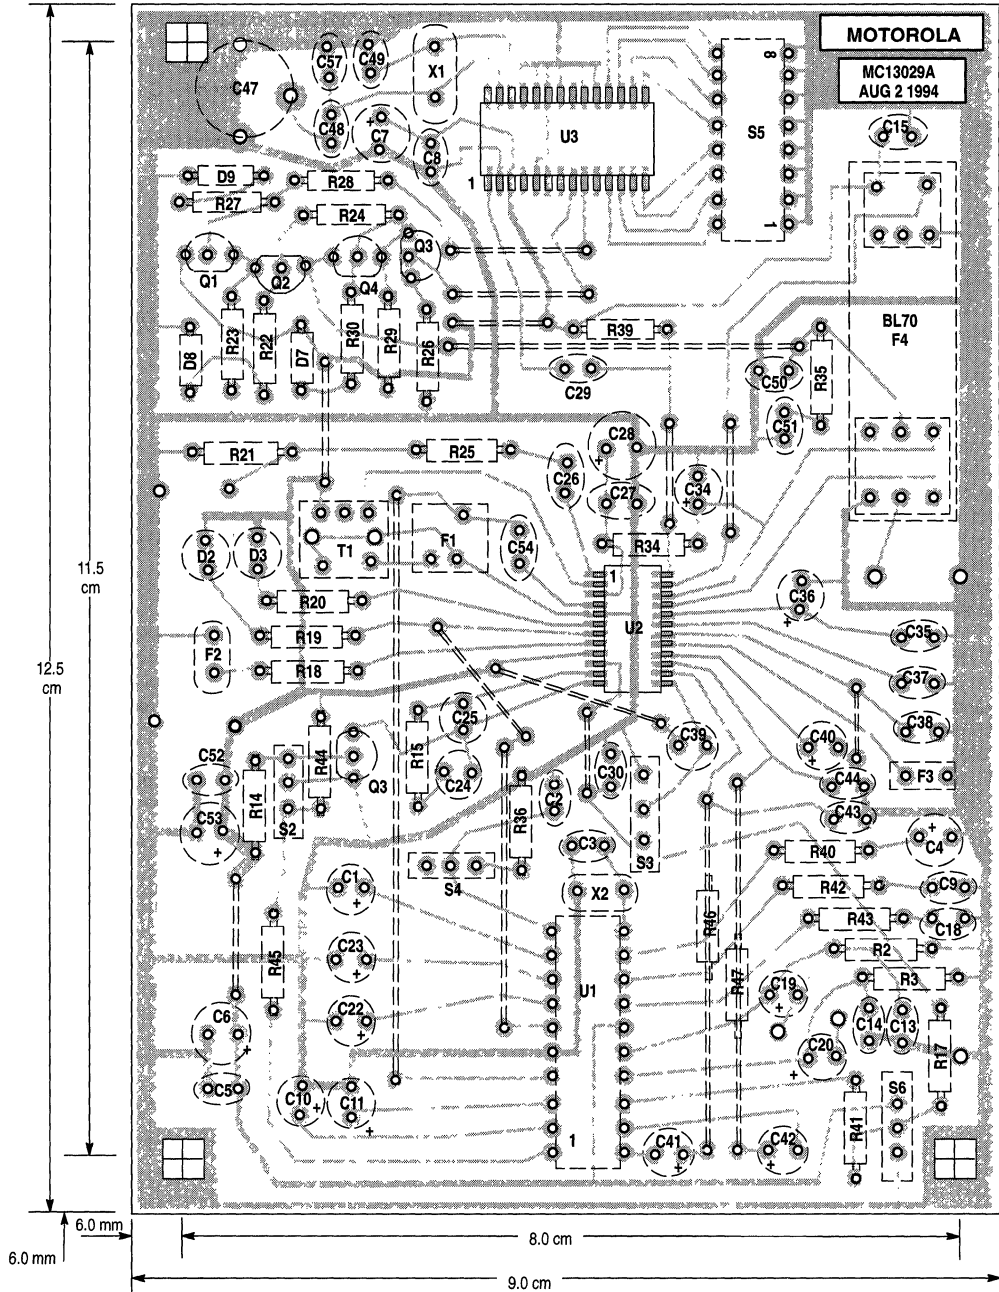 MOTOROLA
MC13029A
AUG 2 1994
C57
C49
X1
C47
C48
+
C7
C8
U3
1
8
S5
1
C15
D9
R27
R28
R24
Q3
Q1
Q2
Q4
R23
R22
D8
D7
R30
R29
R26
R39
C29
C50
R35
C51
BL70
F4
R21
R25
C26
C28
+
C27
C34
+
D2
D3
T1
F1
C54
R34
1
U2
C36
+
R20
R19
R18
F2
C35
C37
C38
F3
C25
C24
R15
R44
Q3
C52
C53
+
R14
S2
C39
C30
C40
+
C44
C43
+
C4
R36
C3
S3
S4
X2
C1
+
R40
R42
R43
R2
R3
C9
C18
R46
R47
C23
+
R45
U1
C19
+
C22
+
C6
+
C5
C14
C13
C20
+
R17
C10
+
C11
+
S6
R41
1
C41
+
C42
+
11.5
cm
12.5
cm
6.0 mm
6.0 mm
8.0 cm
9.0 cm